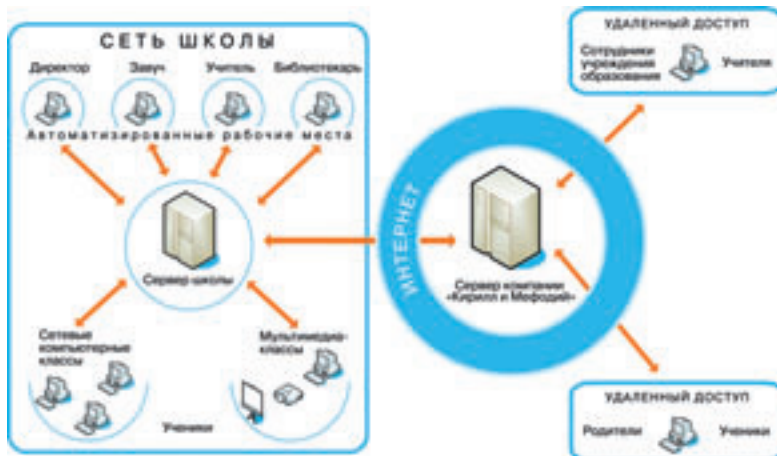 СЕТЬ ШКОЛЫ
Директор
Завуч
Учитель
Библиотекарь
Автоматизированные рабочие места
Сервер школы
Сетевые
компьютерные
классы
Мультимедиа-
классы
Ученики
ИНТЕРНЕТ
Сервер компании
«Кирилл и Мефодий»
УДАЛЕННЫЙ ДОСТУП
Сотрудники
учреждения
образования
Учителя
УДАЛЕННЫЙ ДОСТУП
Родители
Ученики